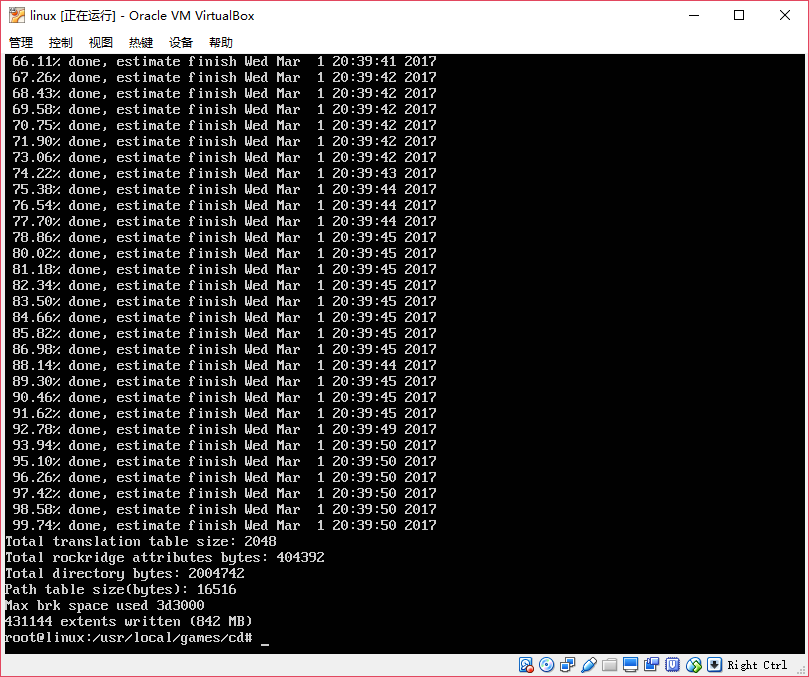 linux [正在运行] - Oracle VM VirtualBox
管理 控制 视图 热键 设备 帮助
66.11% done, estimate finish Wed Mar  1 20:39:41 2017
67.26% done, estimate finish Wed Mar  1 20:39:42 2017
68.43% done, estimate finish Wed Mar  1 20:39:42 2017
69.58% done, estimate finish Wed Mar  1 20:39:42 2017
70.75% done, estimate finish Wed Mar  1 20:39:42 2017
71.90% done, estimate finish Wed Mar  1 20:39:42 2017
73.06% done, estimate finish Wed Mar  1 20:39:42 2017
74.22% done, estimate finish Wed Mar  1 20:39:43 2017
75.38% done, estimate finish Wed Mar  1 20:39:44 2017
76.54% done, estimate finish Wed Mar  1 20:39:44 2017
77.70% done, estimate finish Wed Mar  1 20:39:44 2017
78.86% done, estimate finish Wed Mar  1 20:39:45 2017
80.02% done, estimate finish Wed Mar  1 20:39:45 2017
81.18% done, estimate finish Wed Mar  1 20:39:45 2017
82.34% done, estimate finish Wed Mar  1 20:39:45 2017
83.50% done, estimate finish Wed Mar  1 20:39:45 2017
84.66% done, estimate finish Wed Mar  1 20:39:45 2017
85.82% done, estimate finish Wed Mar  1 20:39:45 2017
86.98% done, estimate finish Wed Mar  1 20:39:45 2017
88.14% done, estimate finish Wed Mar  1 20:39:44 2017
89.30% done, estimate finish Wed Mar  1 20:39:45 2017
90.46% done, estimate finish Wed Mar  1 20:39:45 2017
91.62% done, estimate finish Wed Mar  1 20:39:45 2017
92.78% done, estimate finish Wed Mar  1 20:39:49 2017
93.94% done, estimate finish Wed Mar  1 20:39:50 2017
95.10% done, estimate finish Wed Mar  1 20:39:50 2017
96.26% done, estimate finish Wed Mar  1 20:39:50 2017
97.42% done, estimate finish Wed Mar  1 20:39:50 2017
98.58% done, estimate finish Wed Mar  1 20:39:50 2017
99.74% done, estimate finish Wed Mar  1 20:39:50 2017
Total translation table size: 2048
Total rockridge attributes bytes: 404392
Total directory bytes: 2004742
Path table size(bytes): 16516
Max brk space used 3d3000
431144 extents written (842 MB)
root@linux:/usr/local/games/cd# _
Right Ctrl